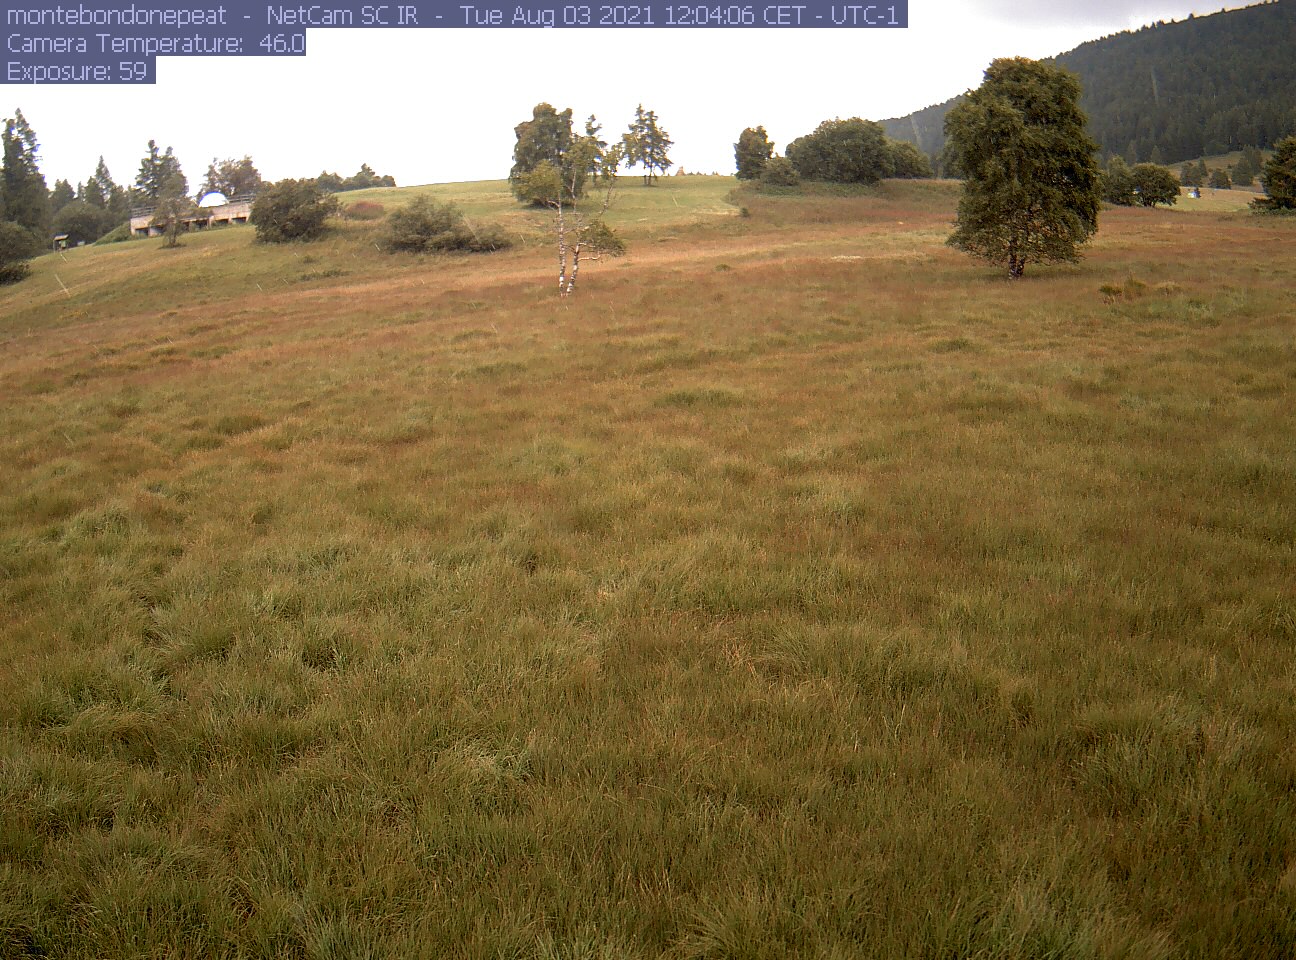 montebondonepeat - NetCam SC IR - Tue Aug 03 2021 12:04:06 CET - UTC-1
Camera Temperature: 46.0
Exposure: 59